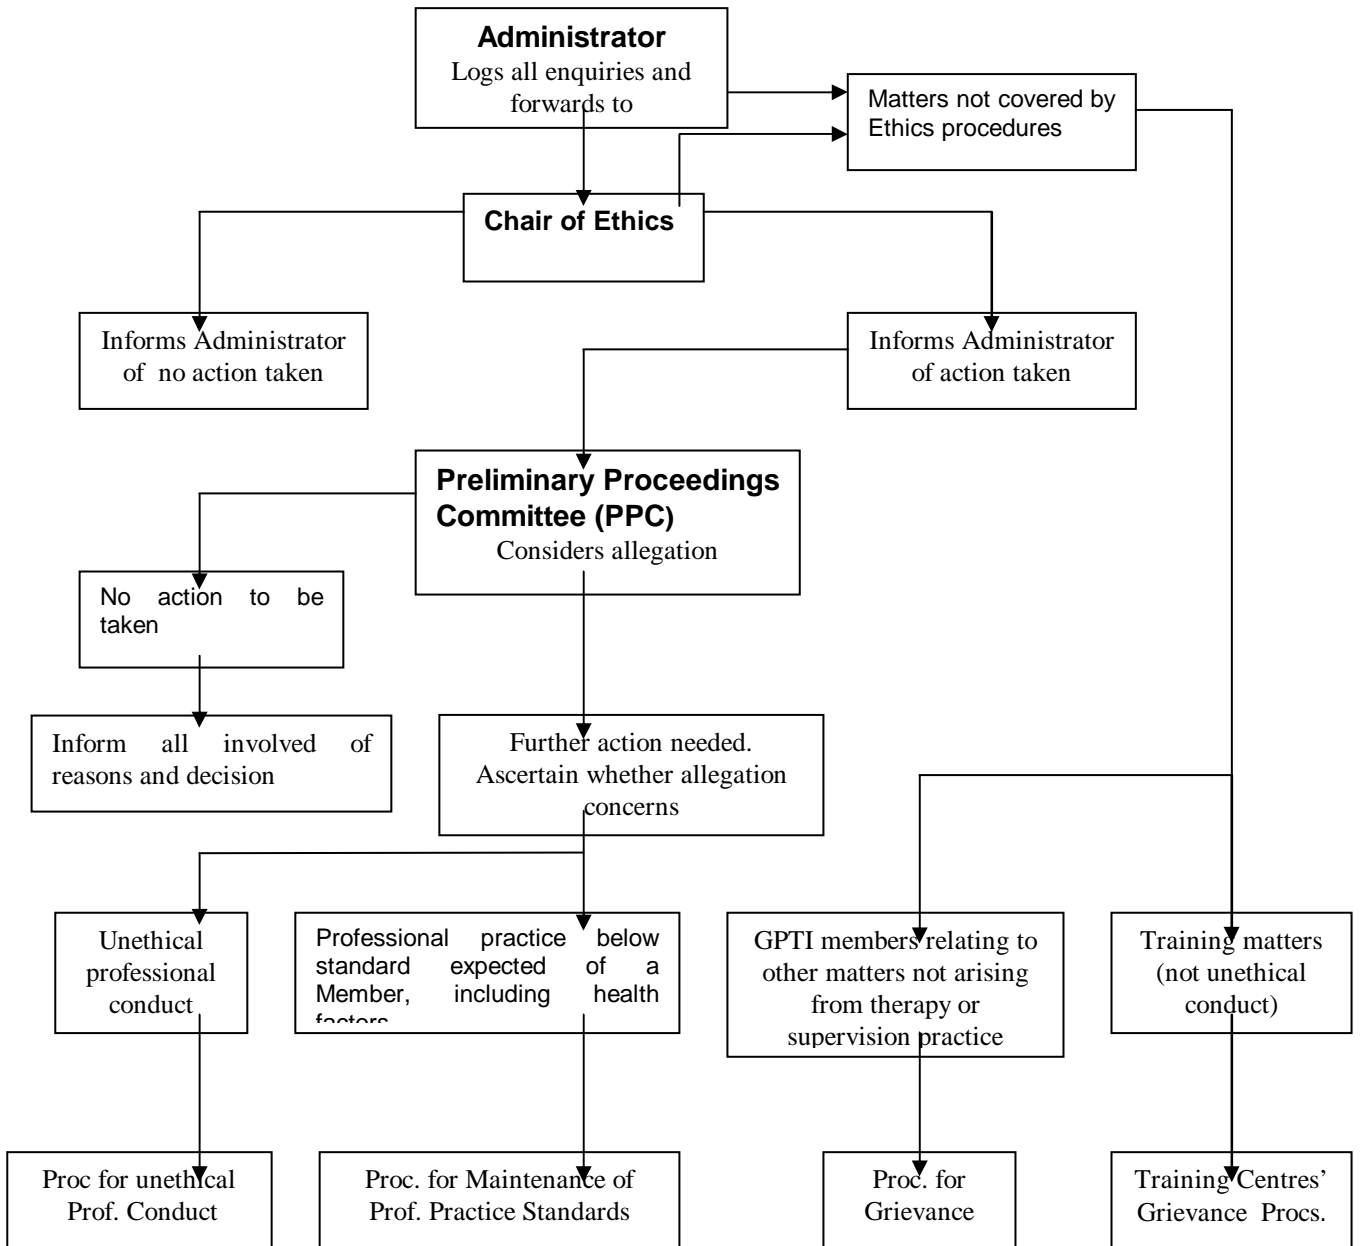 Administrator
Logs all enquiries and
forwards to
Matters not covered by
Ethics procedures
Chair of Ethics
Informs Administrator
of no action taken
Informs Administrator
of action taken
Preliminary Proceedings
Committee (PPC)
Considers allegation
No action to be
taken
Inform all involved of
reasons and decision
Further action needed.
Ascertain whether allegation
concerns
Unethical
professional
conduct
Professional practice below
standard expected of a
Member, including health
factors
GPTI members relating to
other matters not arising
from therapy or
supervision practice
Training matters
(not unethical
conduct)
Proc for unethical
Prof. Conduct
Proc. for Maintenance of
Prof. Practice Standards
Proc. for
Grievance
Training Centres’
Grievance Procs.